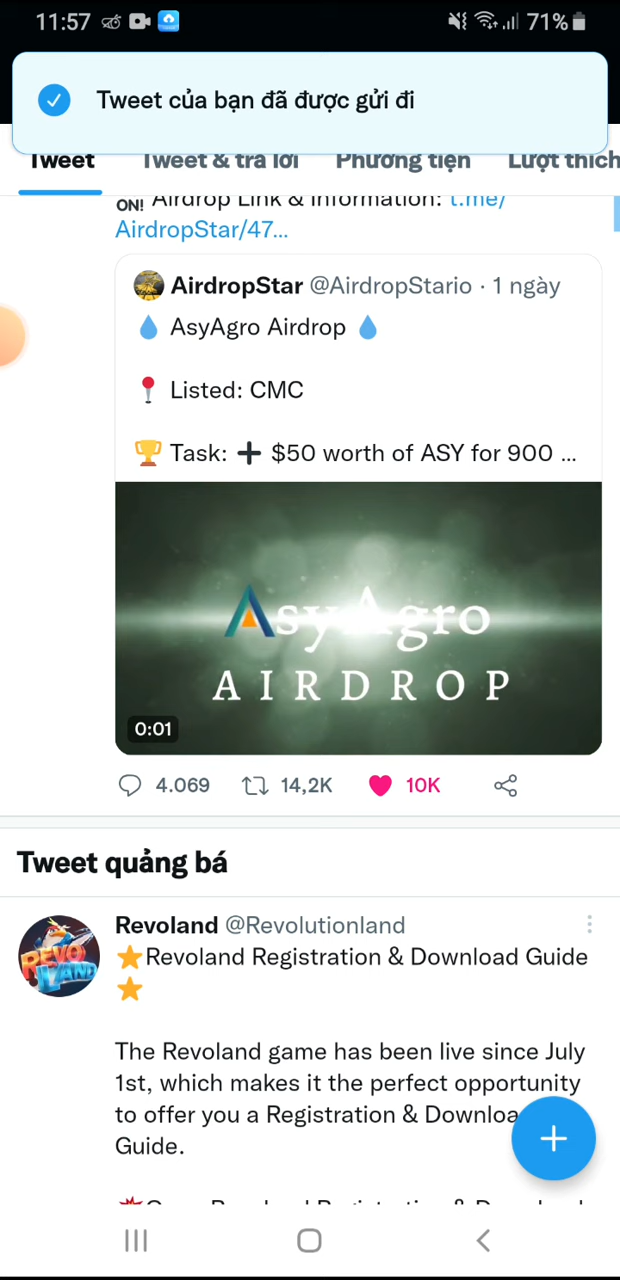 11:57
71%
Tweet của bạn đã được gửi đi
Tweet Tweet & trả lời Phương tiện Lượt thích
ON! Airdrop Link & Information: t.me/
AirdropStar/47...
AirdropStar @AirdropStario · 1 ngày
AsyAgro Airdrop
Listed: CMC
Task: ➕ $50 worth of ASY for 900 ...
AsyAgro
AIRDROP
0:01
4.069 14,2K 10K
Tweet quảng bá
REVO
LAND
Revoland @Revolutionland
⭐Revoland Registration & Download Guide
⭐
The Revoland game has been live since July
1st, which makes it the perfect opportunity
to offer you a Registration & Downloa
Guide.